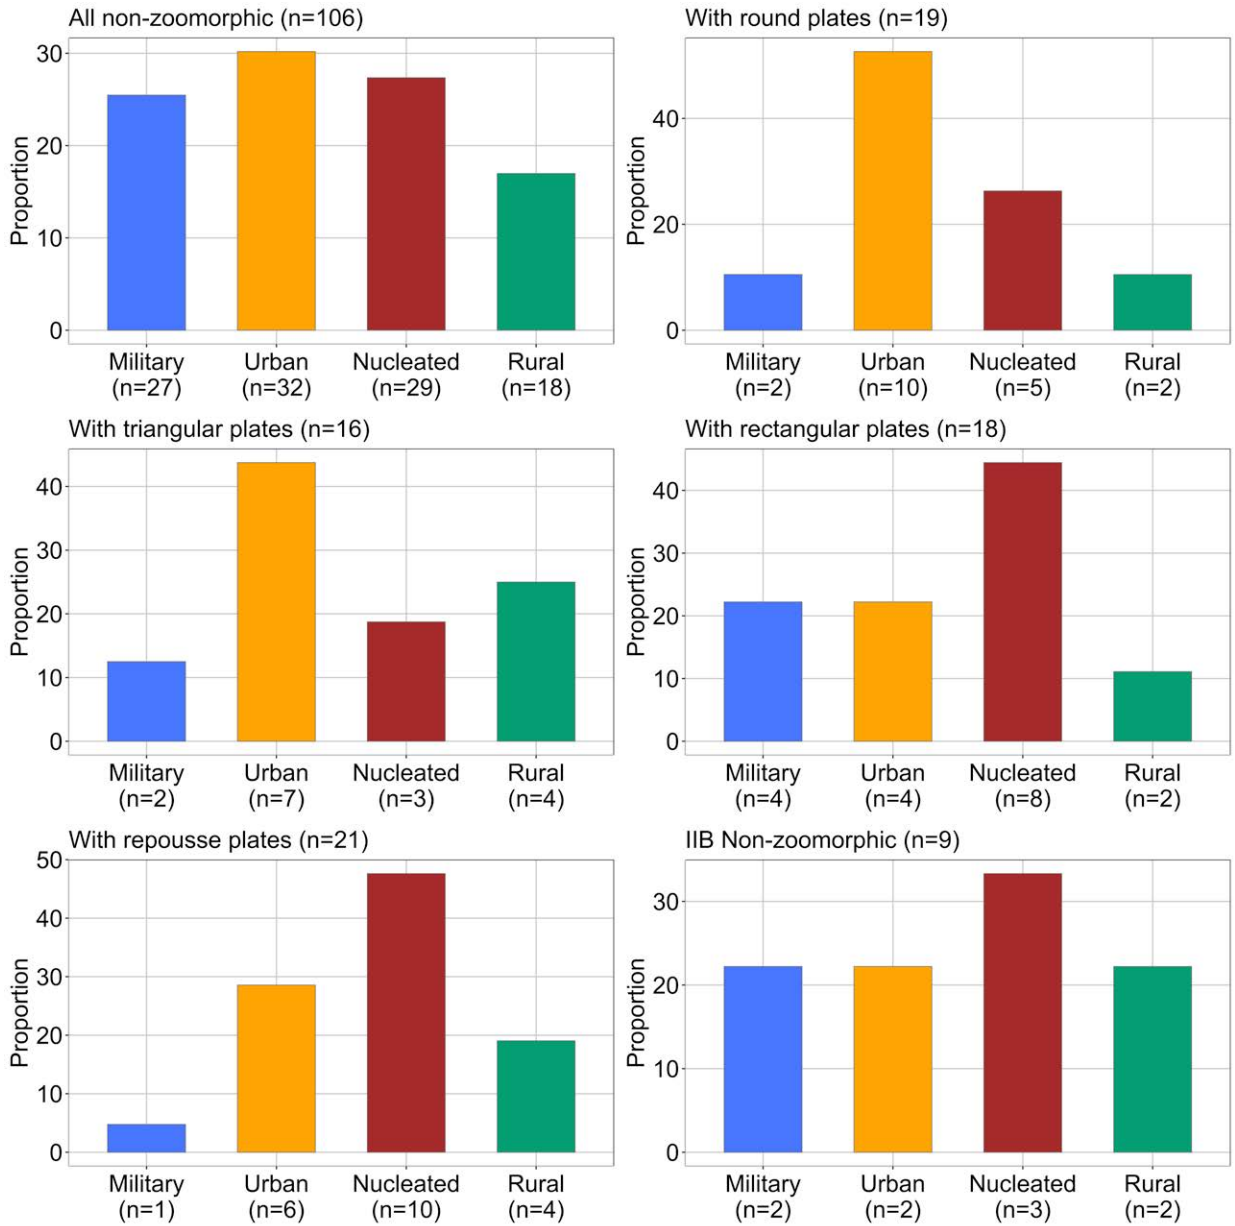 All non-zoomorphic (n=106)
Proportion
30
20
10
0
Military Urban Nucleated Rural
(n=27) (n=32) (n=29) (n=18)
With round plates (n=19)
Proportion
40
20
0
Military Urban Nucleated Rural
(n=2) (n=10) (n=5) (n=2)
With triangular plates (n=16)
Proportion
40
30
20
10
0
Military Urban Nucleated Rural
(n=2) (n=7) (n=3) (n=4)
With rectangular plates (n=18)
Proportion
40
30
20
10
0
Military Urban Nucleated Rural
(n=4) (n=4) (n=8) (n=2)
With repousse plates (n=21)
Proportion
50
40
30
20
10
0
Military Urban Nucleated Rural
(n=1) (n=6) (n=10) (n=4)
IIB Non-zoomorphic (n=9)
Proportion
30
20
10
0
Military Urban Nucleated Rural
(n=2) (n=2) (n=3) (n=2)